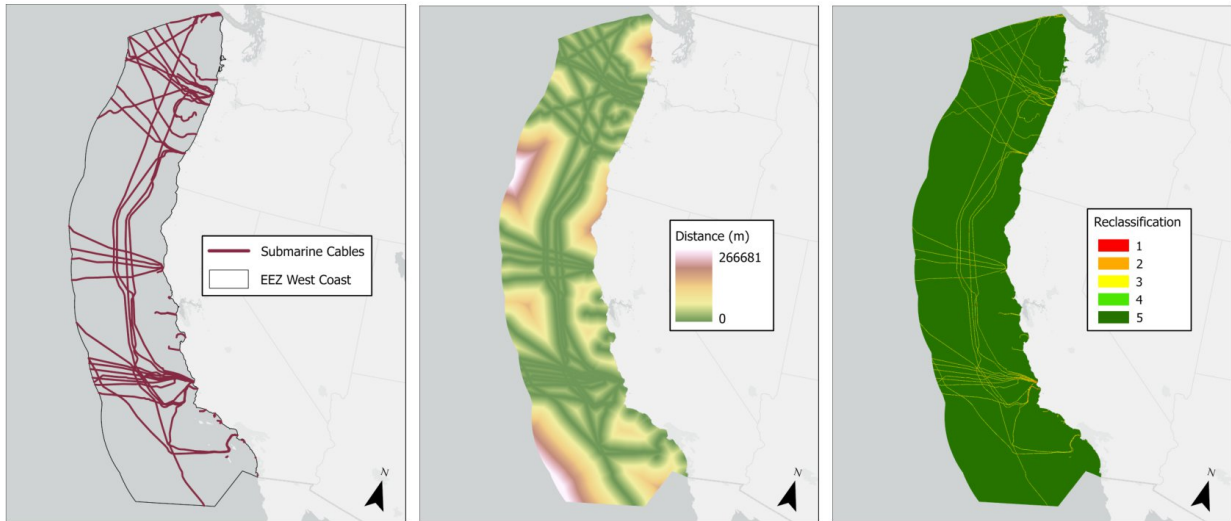 Submarine Cables
EEZ West Coast
N
Distance (m)
266681
0
N
Reclassification
1
2
3
4
5
N